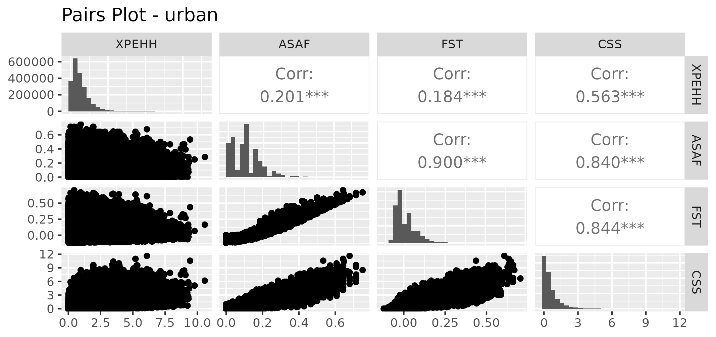 Pairs Plot - urban
XPEHH ASAF FST CSS
600000
400000
200000
0
Corr:
0.201***
Corr:
0.184***
Corr:
0.563***
XPEHH
0.6
0.4
0.2
0.0
Corr:
0.900***
Corr:
0.840***
ASAF
0.50
0.25
0.00
Corr:
0.844***
FST
12
9
6
3
0
CSS
0.0 2.5 5.0 7.5 10.0
0.0 0.2 0.4 0.6
0.00 0.25 0.50
0 3 6 9 12